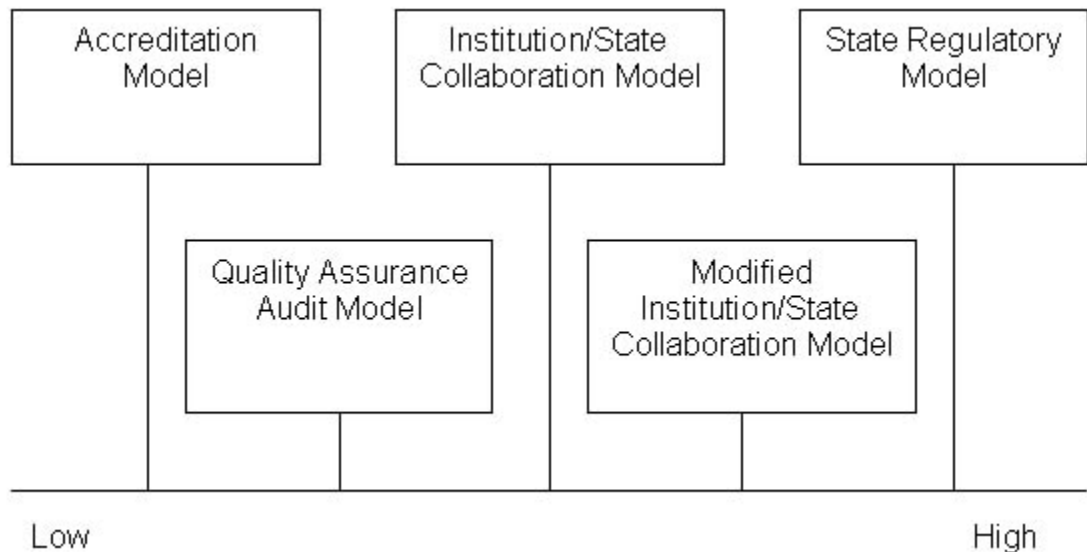 Accreditation
Model
Institution/State
Collaboration Model
State Regulatory
Model
Quality Assurance
Audit Model
Modified
Institution/State
Collaboration Model
Low
High